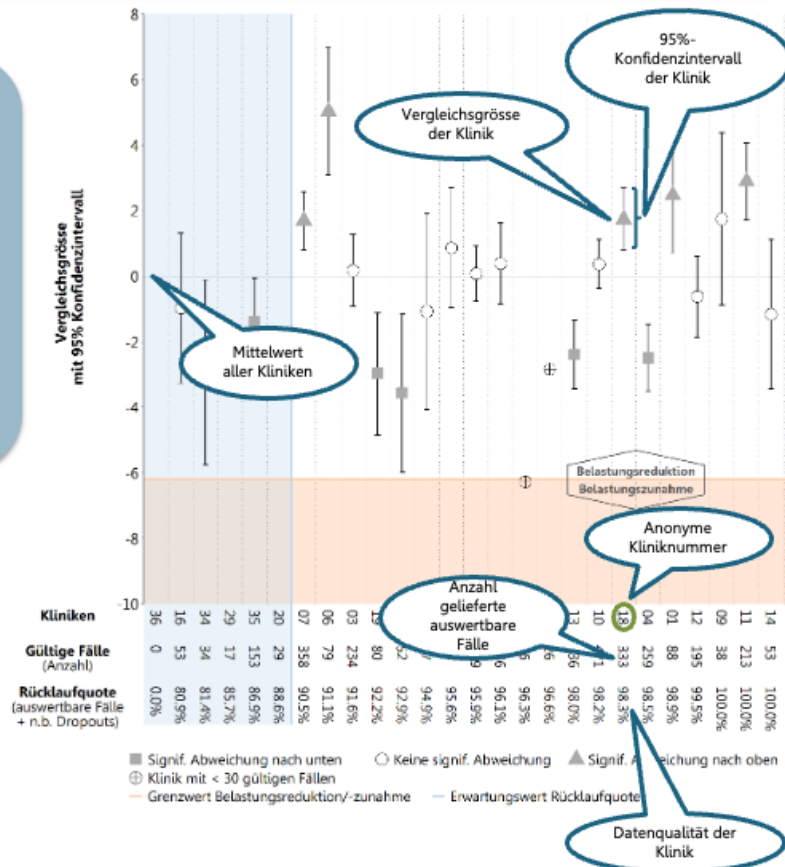 8
6
4
2
0
-2
-4
-6
-8
-10
Vergleichsgrösse
mit 95% Konfidenzintervall
95%-
Konfidenzintervall
der Klinik
Vergleichsgrösse
der Klinik
Mittelwert
aller Kliniken
Belastungsreduktion
Belastungszunahme
Anonyme
Kliniknummer
Anzahl
gelieferte
auswertbare
Fälle
Kliniken 36 16 34 29 35 20 07 06 03 19 13 10 18 04 01 12 09 11 14
Gültige Fälle 0 53 34 17 153 29 358 79 234 80 333 259 88 195 38 213 53
(Anzahl)
Rücklaufquote 0.0% 80.9% 81.4% 85.7% 86.9% 88.6% 90.5% 91.1% 91.6% 92.2% 92.9% 94.9% 95.6% 95.9% 96.1% 96.3% 96.6% 98.0% 98.2% 98.3% 98.5% 98.9% 99.5% 100.0% 100.0% 100.0%
(auswertbare Fälle
+ n.b. Dropouts)
Signif. Abweichung nach unten Keine signif. Abweichung Signif. nach oben
Klinik mit < 30 gültigen Fällen
Grenzwert Belastungsreduktion/-zunahme Erwartungswert Rücklaufquote
Datenqualität der
Klinik